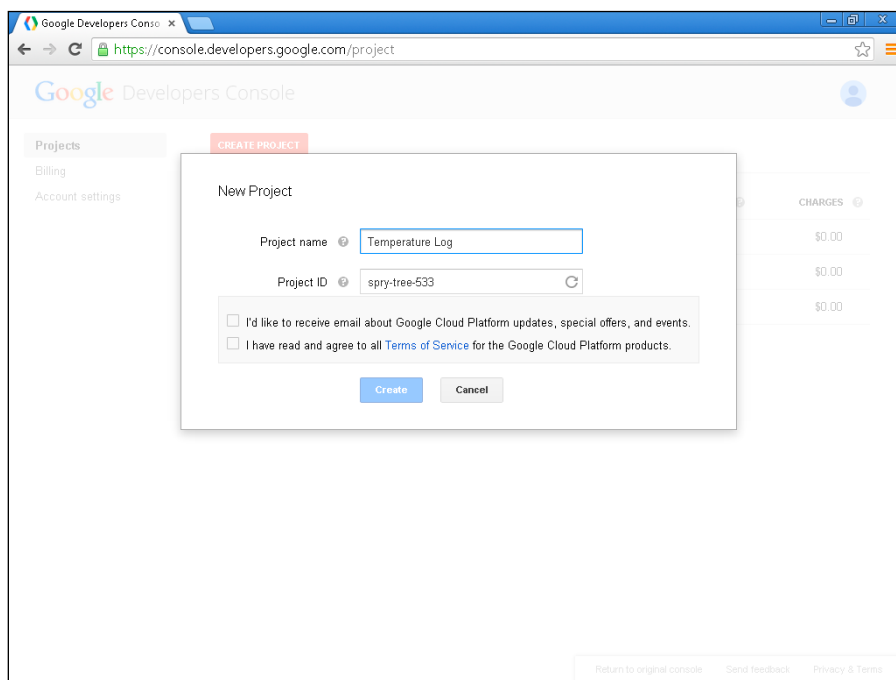 Google Developers Conso
https://console.developers.google.com/project
Google Developers Console
Projects
CREATE PROJECT
Billing
Account settings
CHARGES
$0.00
$0.00
$0.00
New Project
Project name
Temperature Log
Project ID
spry-tree-533
I'd like to receive email about Google Cloud Platform updates, special offers, and events.
I have read and agree to all Terms of Service for the Google Cloud Platform products.
Create
Cancel
Return to original console
Send feedback
Privacy & Terms